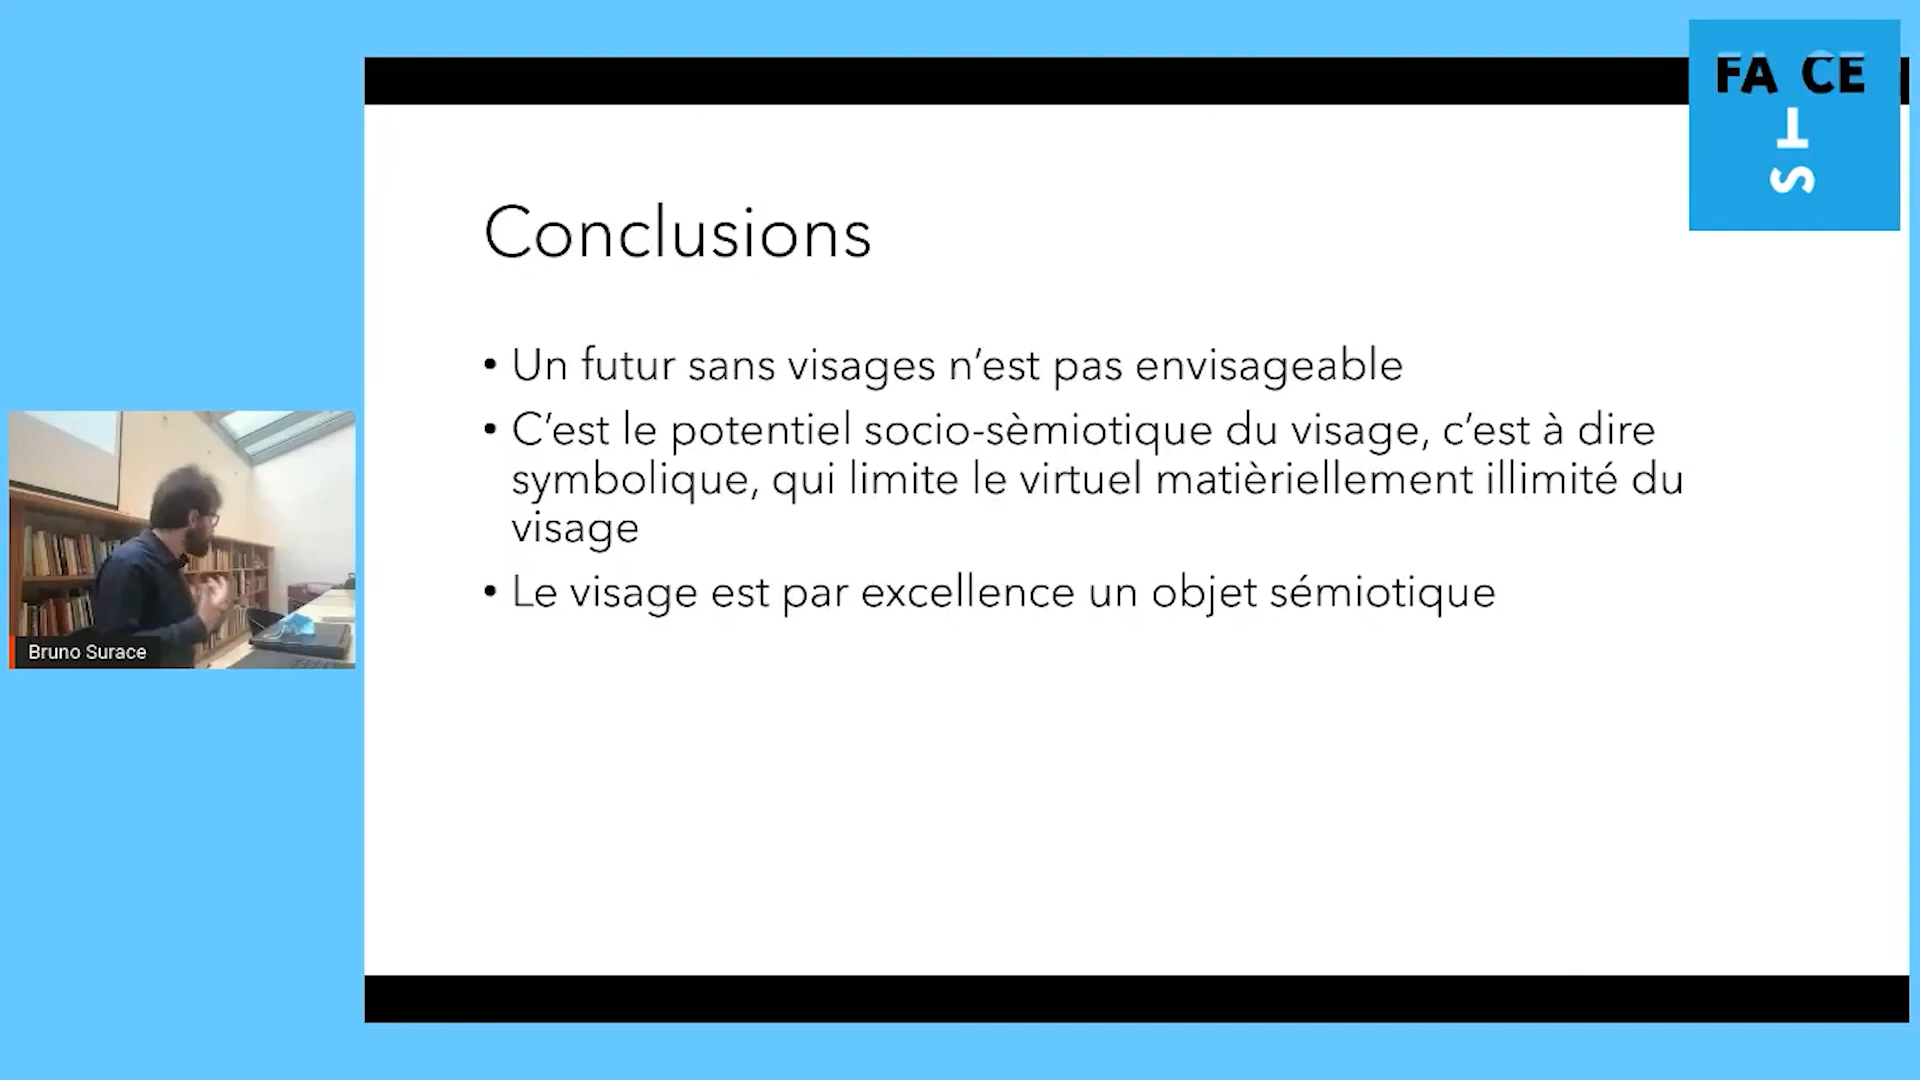 FA CE
T
S
Conclusions
• Un futur sans visages n’est pas envisageable
• C’est le potentiel socio-sèmiotique du visage, c’est à dire
symbolique, qui limite le virtuel matièriellement illimité du
visage
• Le visage est par excellence un objet sémiotique
Bruno Surace